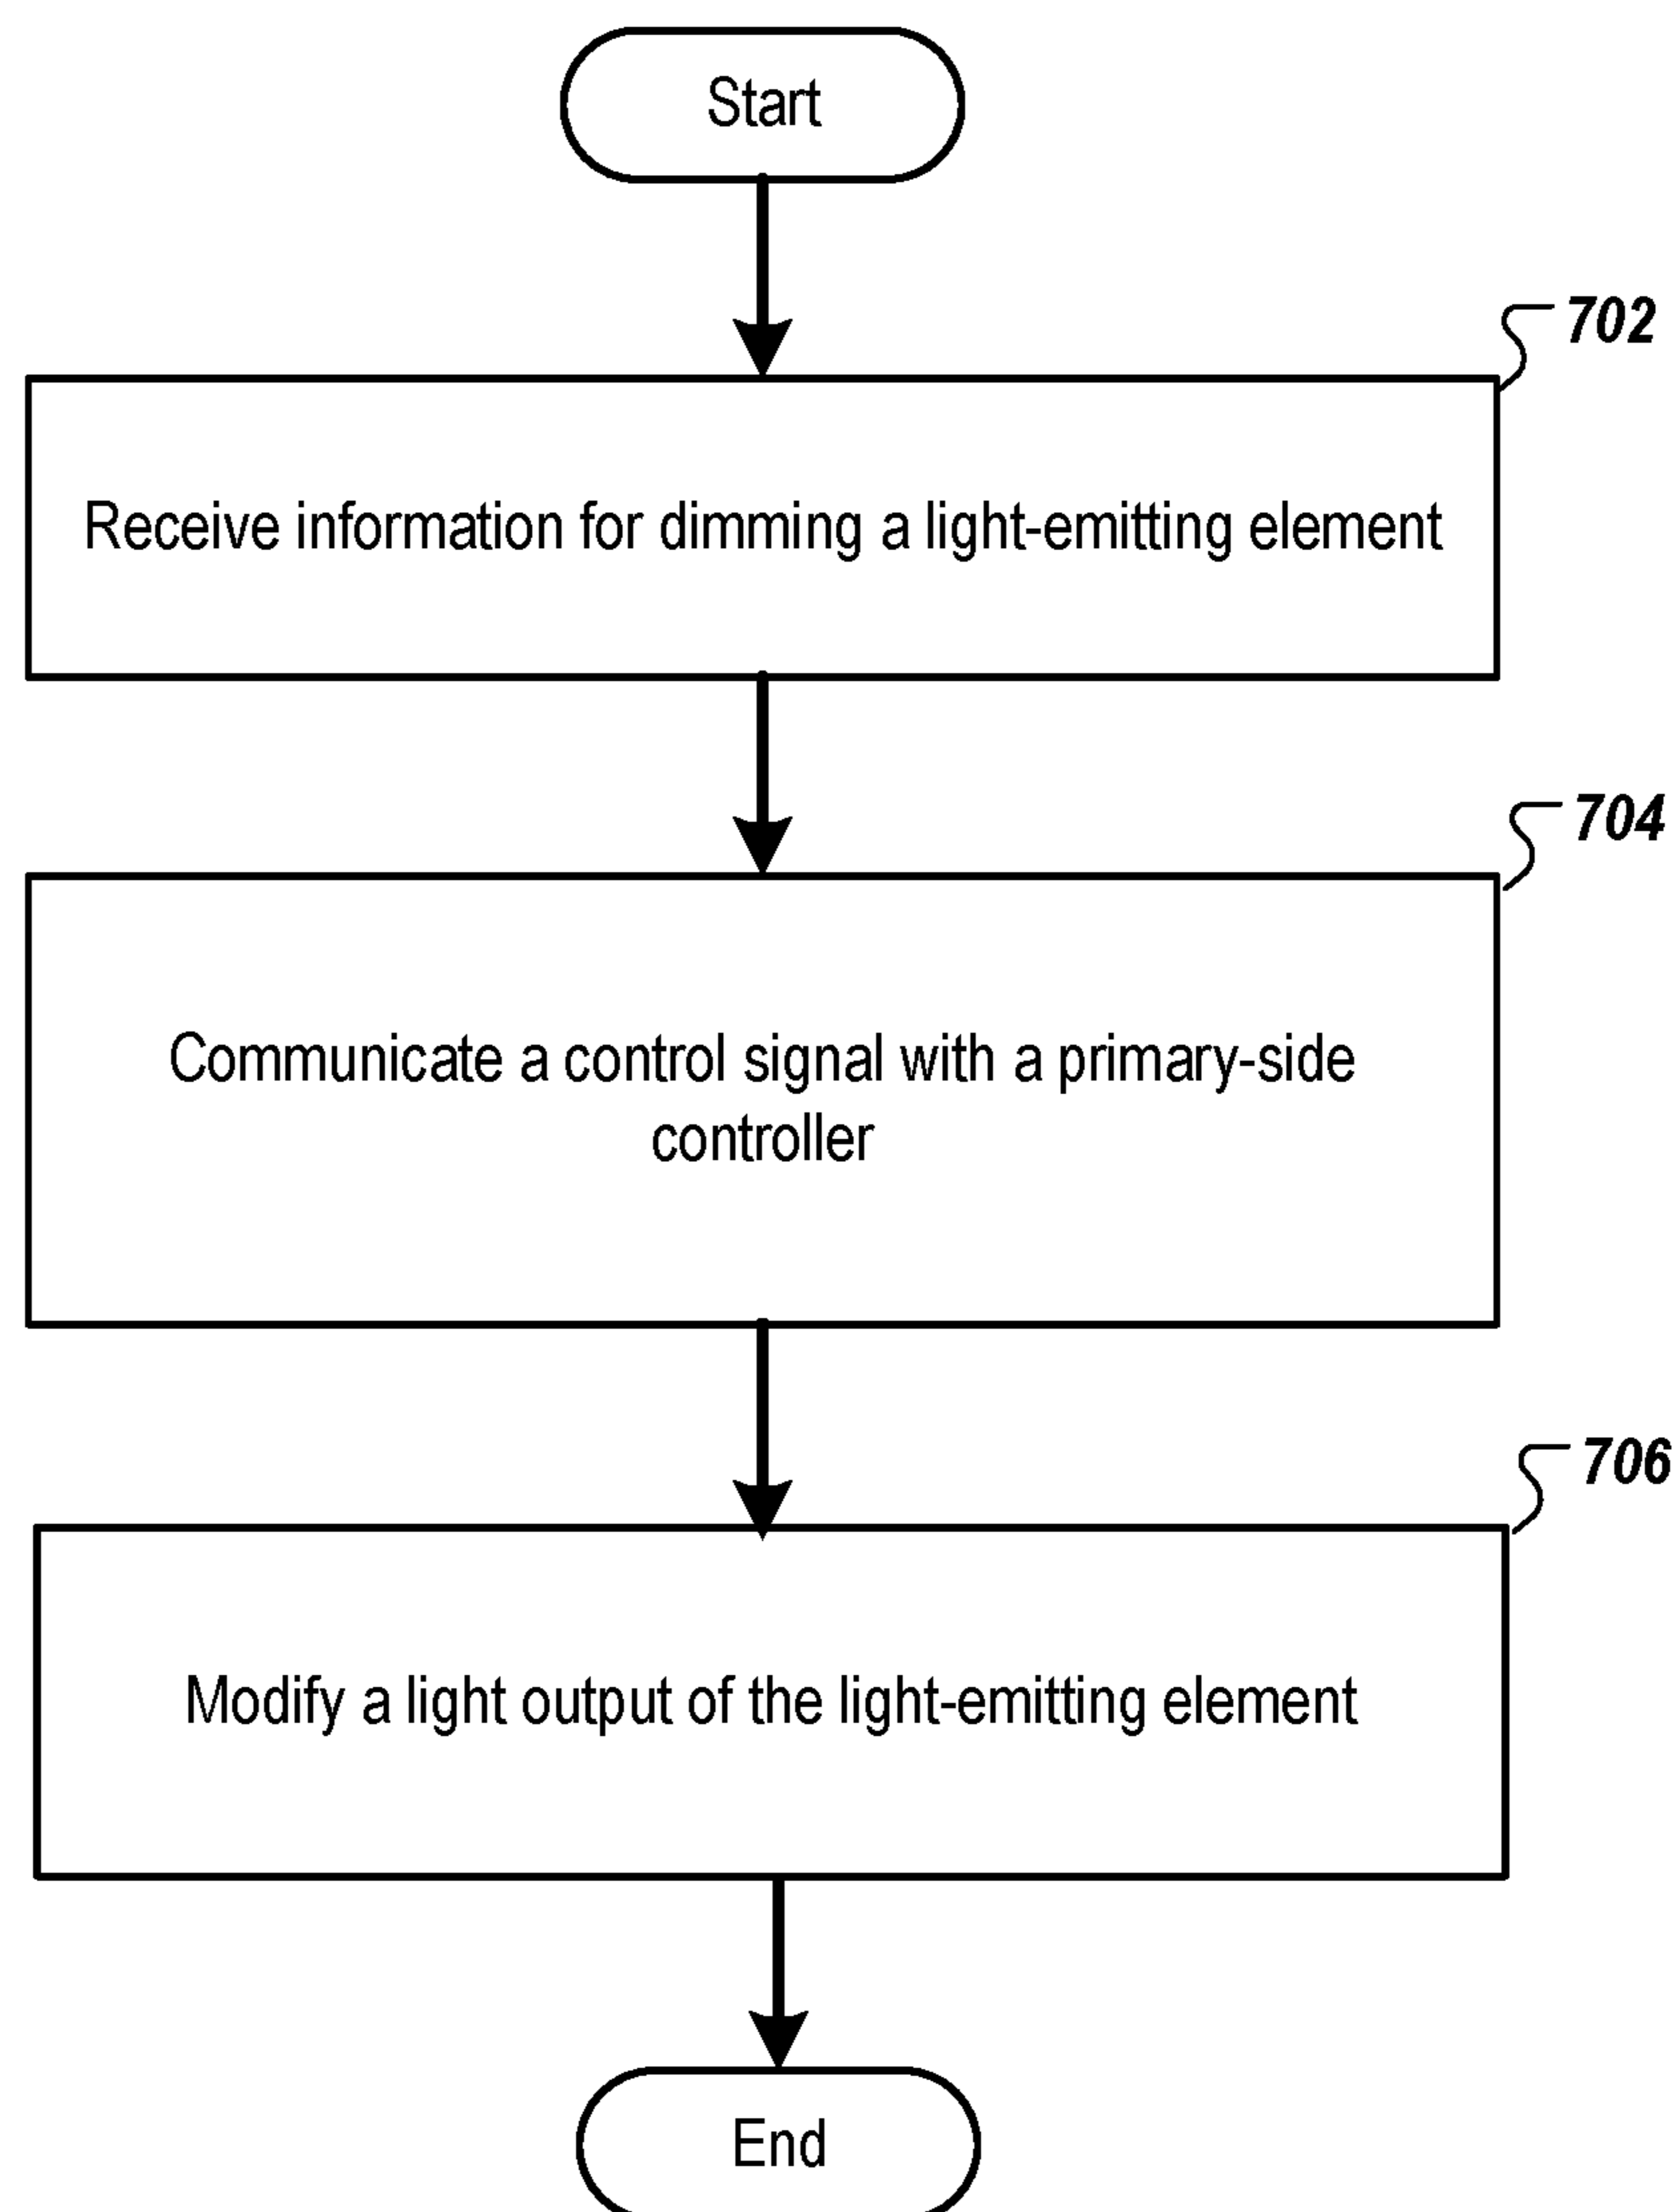 Start
702
Receive information for dimming a light-emitting element
704
Communicate a control signal with a primary-side
controller
706
Modify a light output of the light-emitting element
End